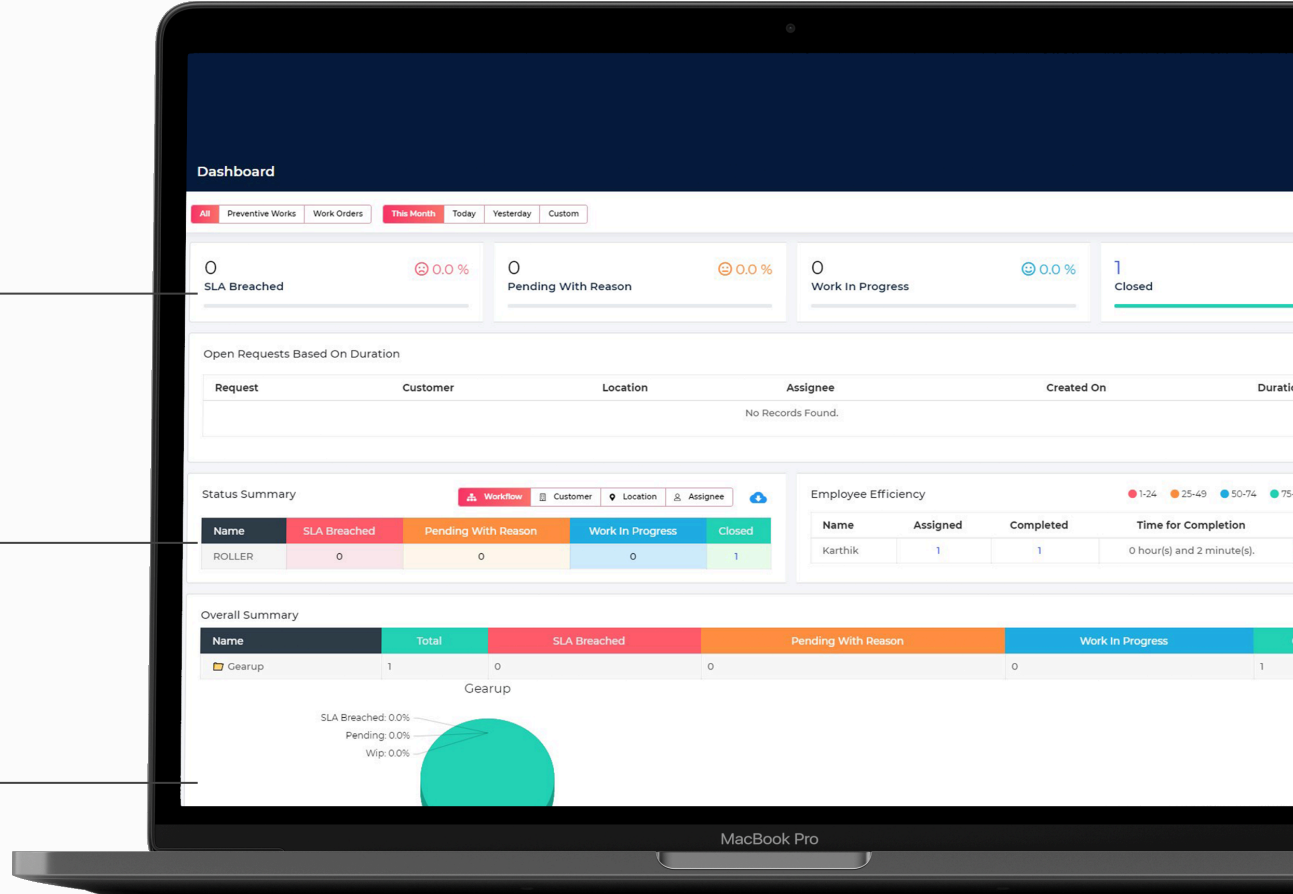 Dashboard
All Preventive Works Work Orders This Month Today Yesterday Custom
0 0.0 % 0 0.0 % 0 0.0 % 1
SLA Breached Pending With Reason Work In Progress Closed
Open Requests Based On Duration
Request Customer Location Assignee Created On
No Records Found.
Status Summary Workflow Customer Location Assignee Employee Efficiency 1-24 25-49 50-74
Name SLA Breached Pending With Reason Work In Progress Closed Name Assigned Completed Time for Completion
ROLLER 0 0 0 1 Karthik 1 1 0 hour(s) and 2 minute(s).
Overall Summary
Name Total SLA Breached Pending With Reason Work In Progress
Gearup 1 0 0 0 1
Gearup
SLA Breached: 0.0%
Pending: 0.0%
Wip: 0.0%
MacBook Pro